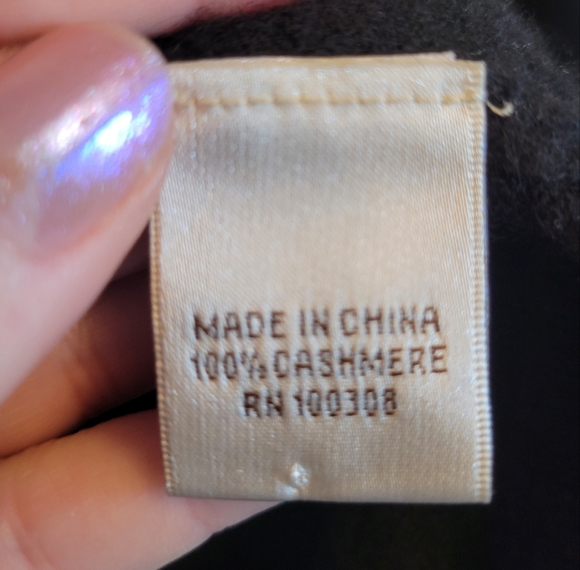 MADE IN CHINA
100% CASHMERE
RN 100308